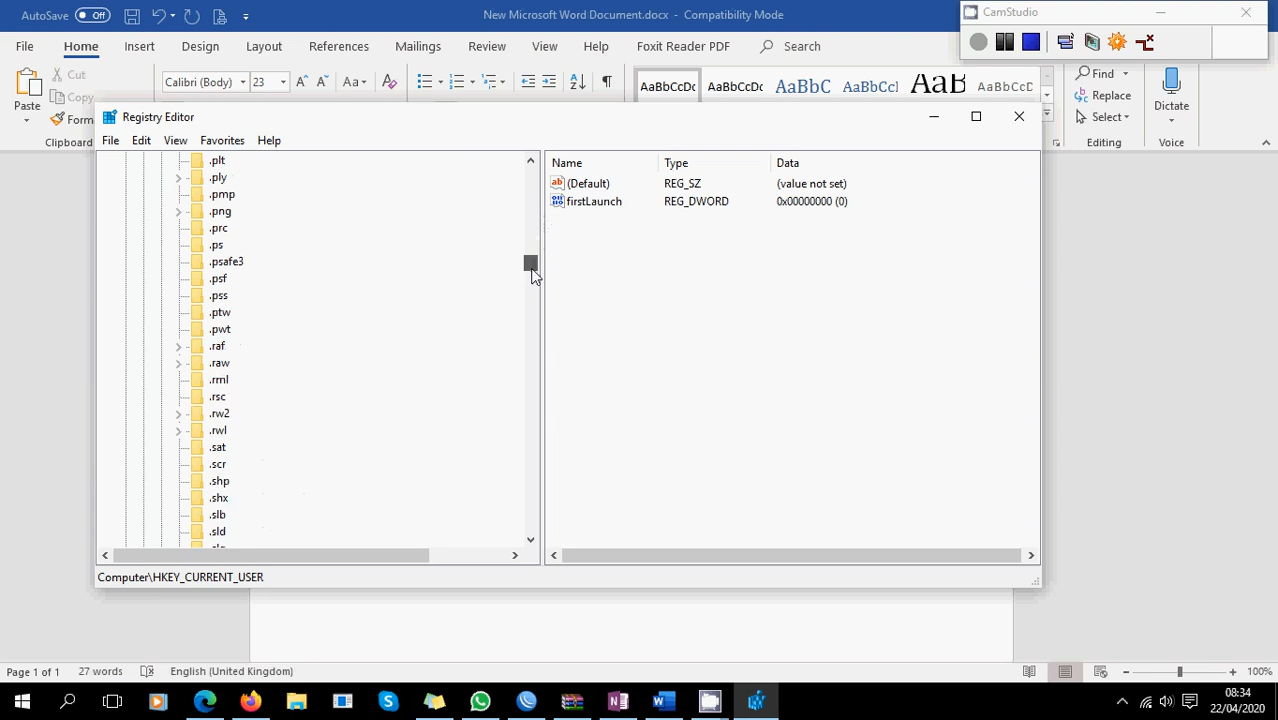 AutoSave Off
New Microsoft Word Document.docx - Compatibility Mode
CamStudio
File Home Insert Design Layout References Mailings Review View Help Foxit Reader PDF Search
Cut
Copy
Paste
Form
Clipboard
Calibri (Body) 23 Aa
AaBbCcDc AaBbCcDc AaBbC AaBbCc AaB AaBbCcD
Find
Replace
Select
Editing
Dictate
Voice
Registry Editor
File Edit View Favorites Help
Name Type Data
(Default) REG_SZ (value not set)
firstLaunch REG_DWORD 0x00000000 (0)
.plt
.ply
.pmp
.png
.prc
.ps
.psafe3
.psf
.pss
.ptw
.pwt
.raf
.raw
.rml
.rsc
.rw2
.rwl
.sat
.scr
.shp
.shx
.slb
.sld
Computer\HKEY_CURRENT_USER
Page 1 of 1 27 words English (United Kingdom) 100%
08:34
22/04/2020